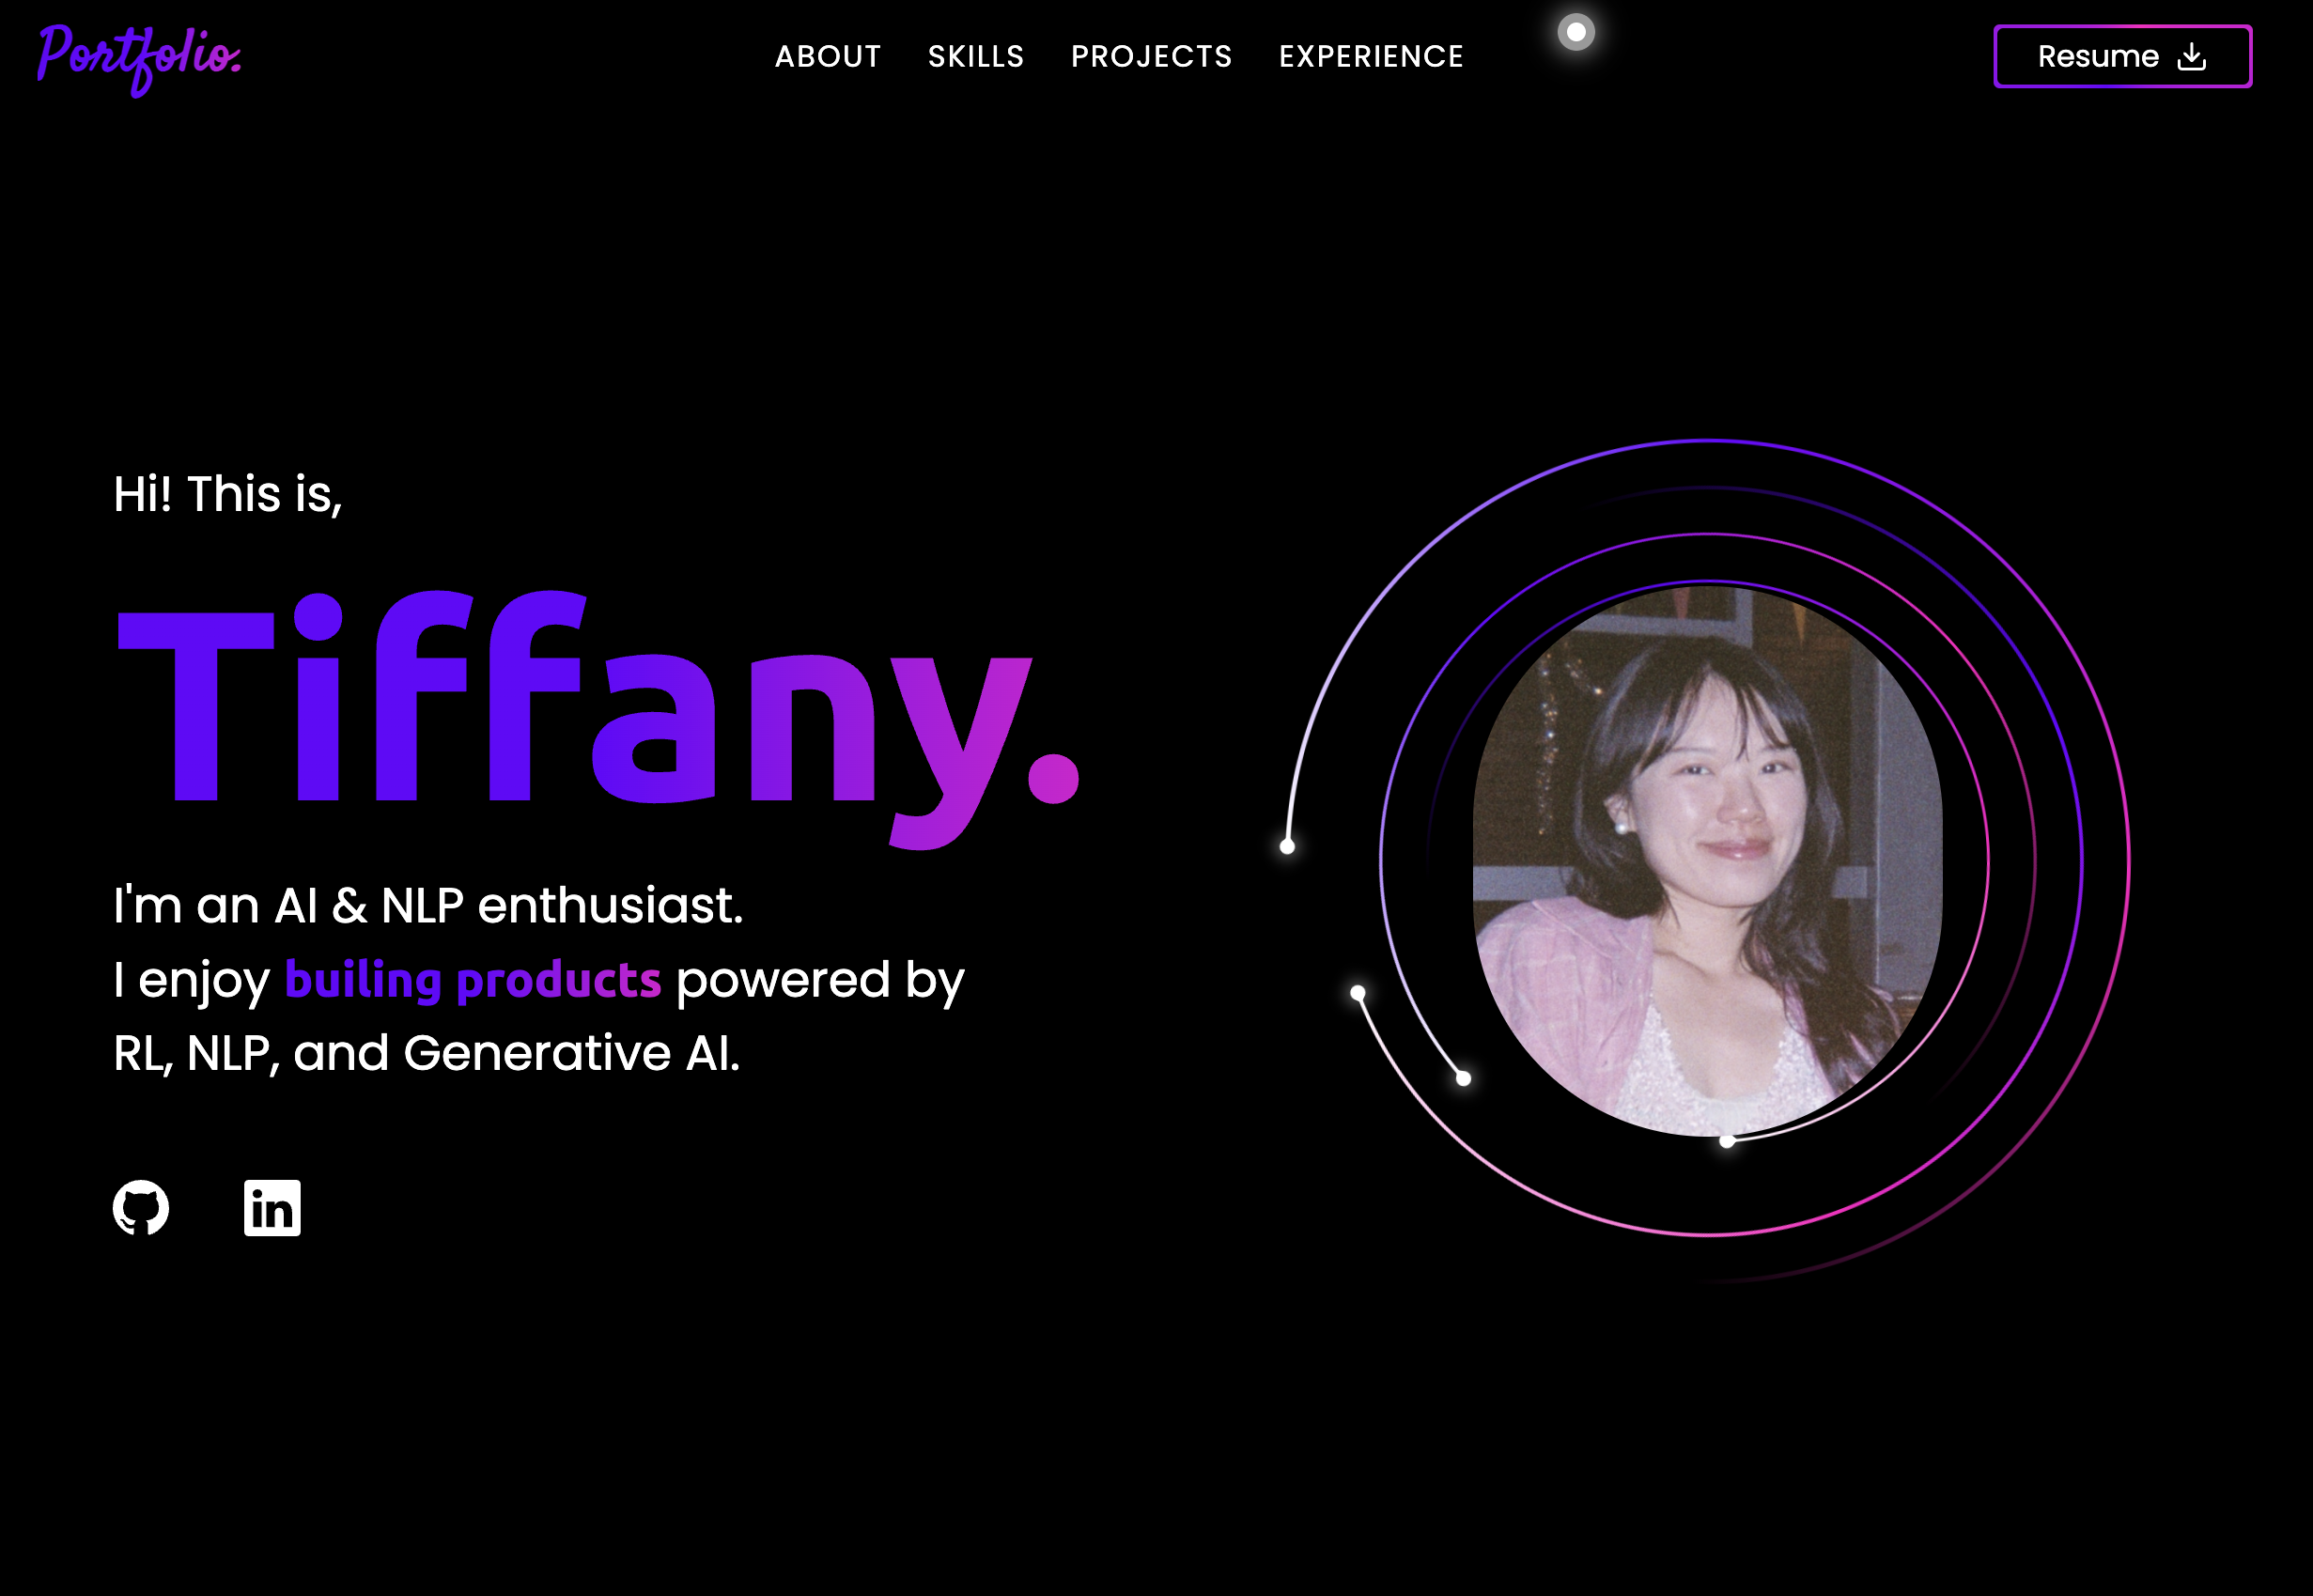 Portfolio.
ABOUT SKILLS PROJECTS EXPERIENCE
Resume
Hi! This is,
Tiffany.
I'm an AI & NLP enthusiast.
I enjoy builing products powered by
RL, NLP, and Generative AI.
in